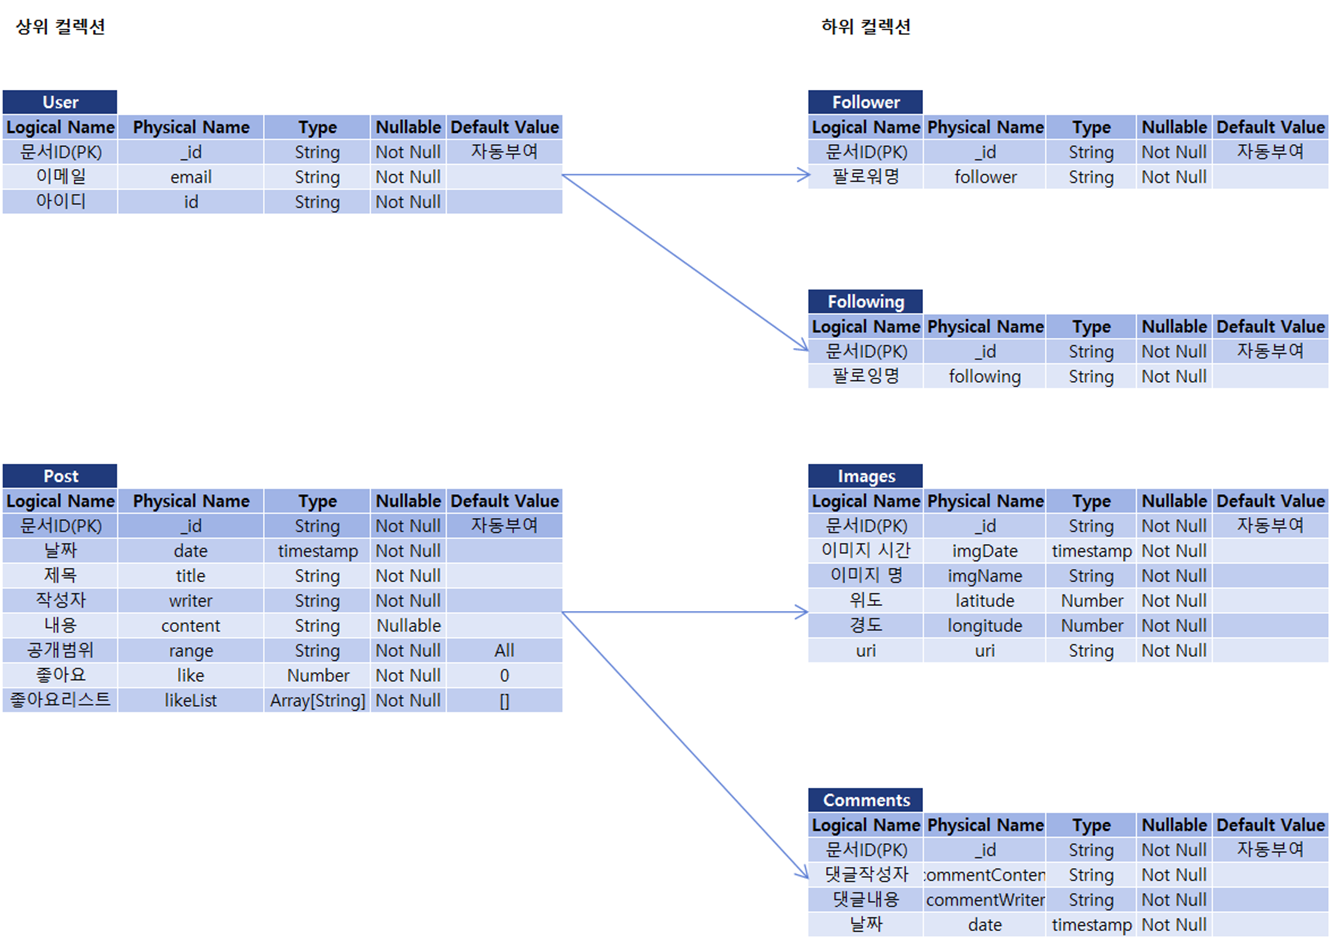 상위 컬렉션
하위 컬렉션
User
Logical Name Physical Name Type Nullable Default Value
문서ID(PK) _id String Not Null 자동부여
이메일 email String Not Null
아이디 id String Not Null
Follower
Logical Name Physical Name Type Nullable Default Value
문서ID(PK) _id String Not Null 자동부여
팔로워명 follower String Not Null
Following
Logical Name Physical Name Type Nullable Default Value
문서ID(PK) _id String Not Null 자동부여
팔로잉명 following String Not Null
Post
Logical Name Physical Name Type Nullable Default Value
문서ID(PK) _id String Not Null 자동부여
날짜 date timestamp Not Null
제목 title String Not Null
작성자 writer String Not Null
내용 content String Nullable
공개범위 range String Not Null All
좋아요 like Number Not Null 0
좋아요리스트 likeList Array[String] Not Null []
Images
Logical Name Physical Name Type Nullable Default Value
문서ID(PK) _id String Not Null 자동부여
이미지 시간 imgDate timestamp Not Null
이미지 명 imgName String Not Null
위도 latitude Number Not Null
경도 longitude Number Not Null
uri uri String Not Null
Comments
Logical Name Physical Name Type Nullable Default Value
문서ID(PK) _id String Not Null 자동부여
댓글작성자 commentConten String Not Null
댓글내용 commentWriter String Not Null
날짜 date timestamp Not Null